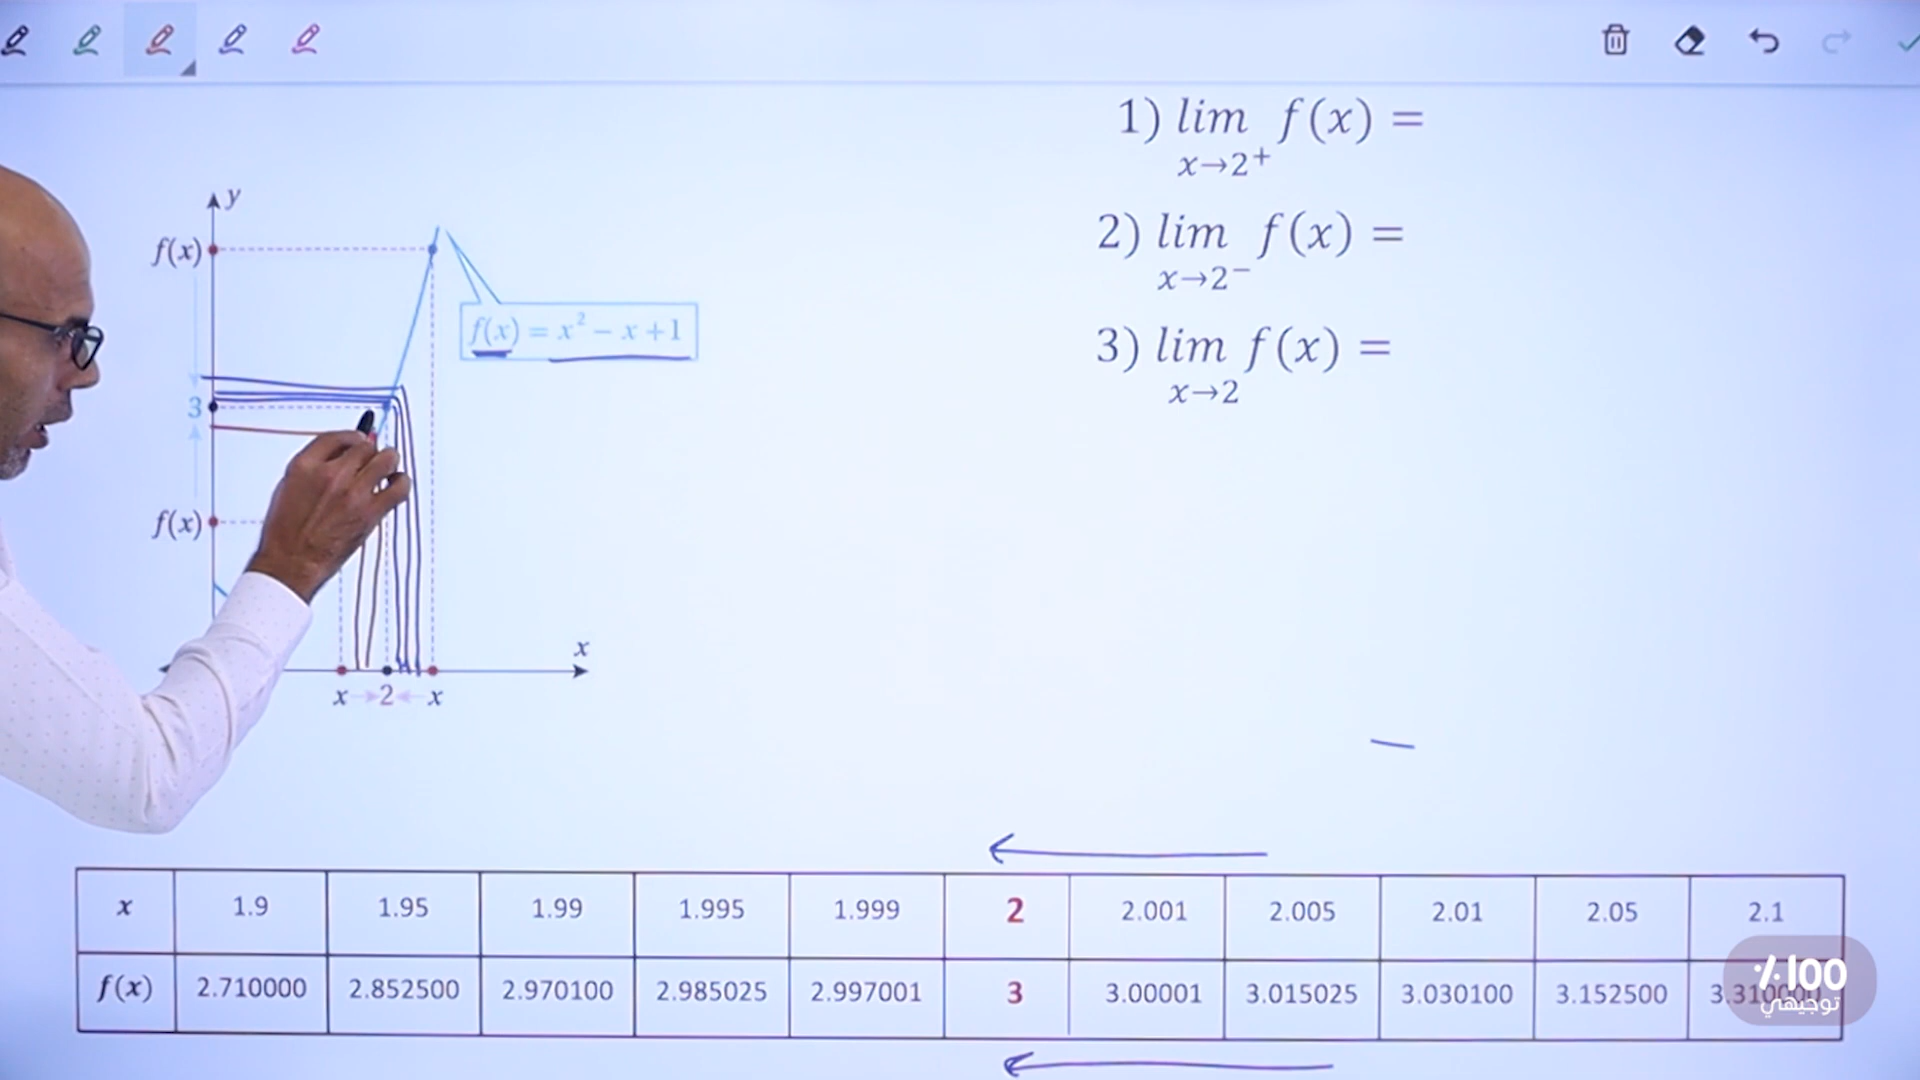 1) lim f(x) =
x→2⁺
2) lim f(x) =
x→2⁻
3) lim f(x) =
x→2
y
f(x)
f(x) = x² − x + 1
3
f(x)
x
x 2 x
x 1.9 1.95 1.99 1.995 1.999 2 2.001 2.005 2.01 2.05 2.1
f(x) 2.710000 2.852500 2.970100 2.985025 2.997001 3 3.00001 3.015025 3.030100 3.152500 3.310000
٪100
توجيهي